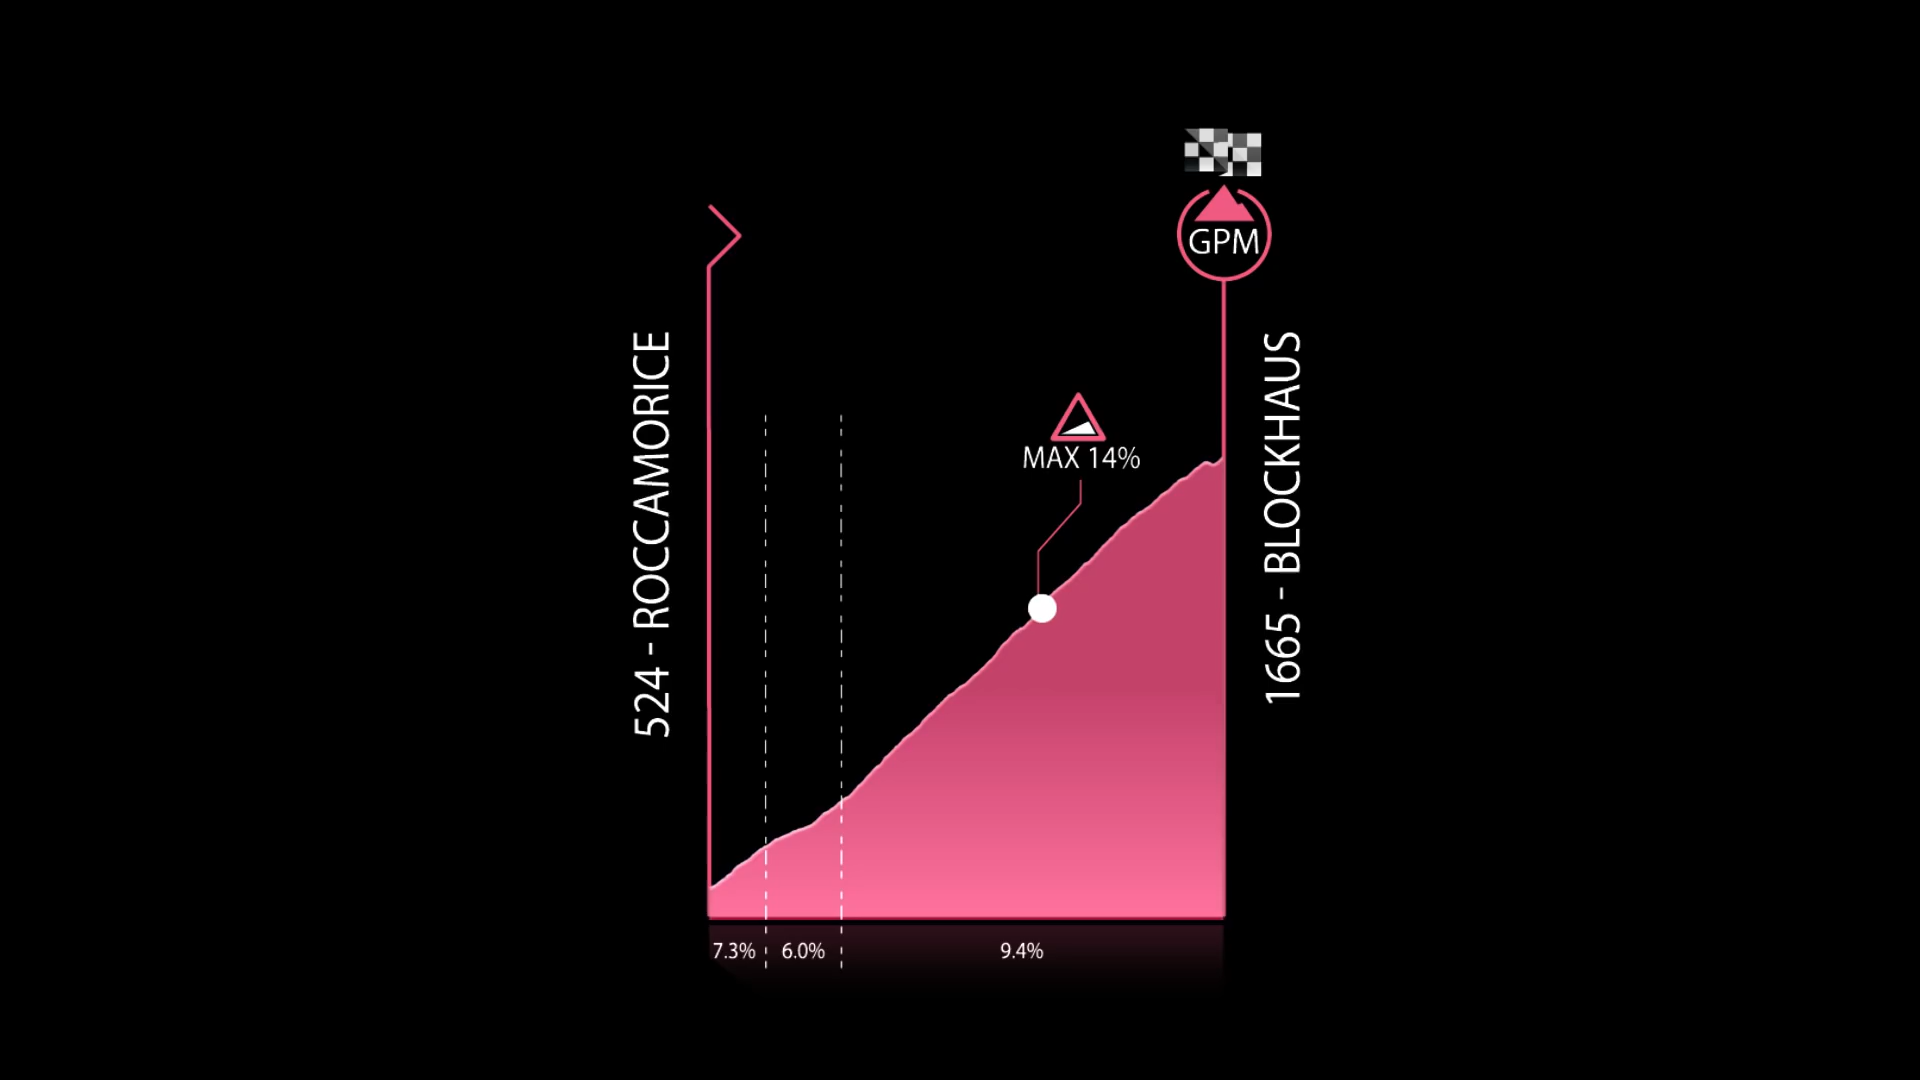 GPM
524 - ROCCAMORICE
1665 - BLOCKHAUS
MAX 14%
7.3%
6.0%
9.4%